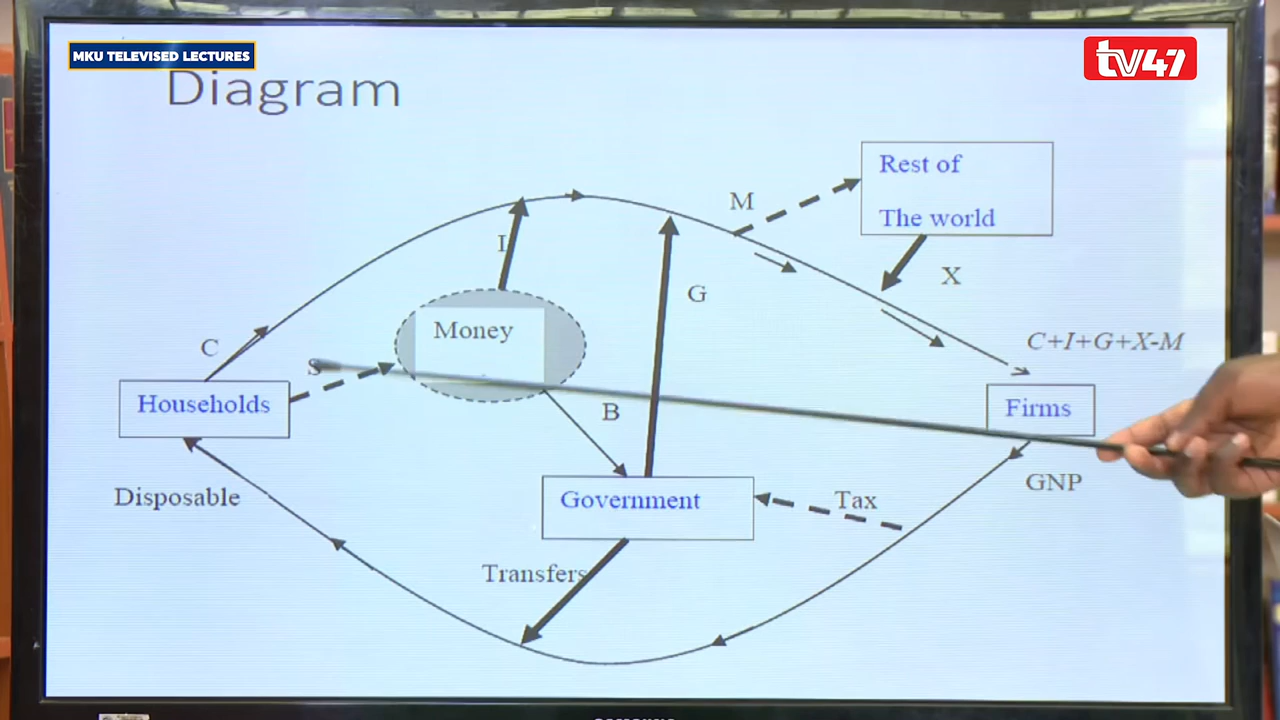 MKU TELEVISED LECTURES
tv47
Diagram
Rest of
The world
M
I
X
G
C+I+G+X-M
Money
C
S
Households
Firms
B
GNP
Disposable
Government
Tax
Transfers